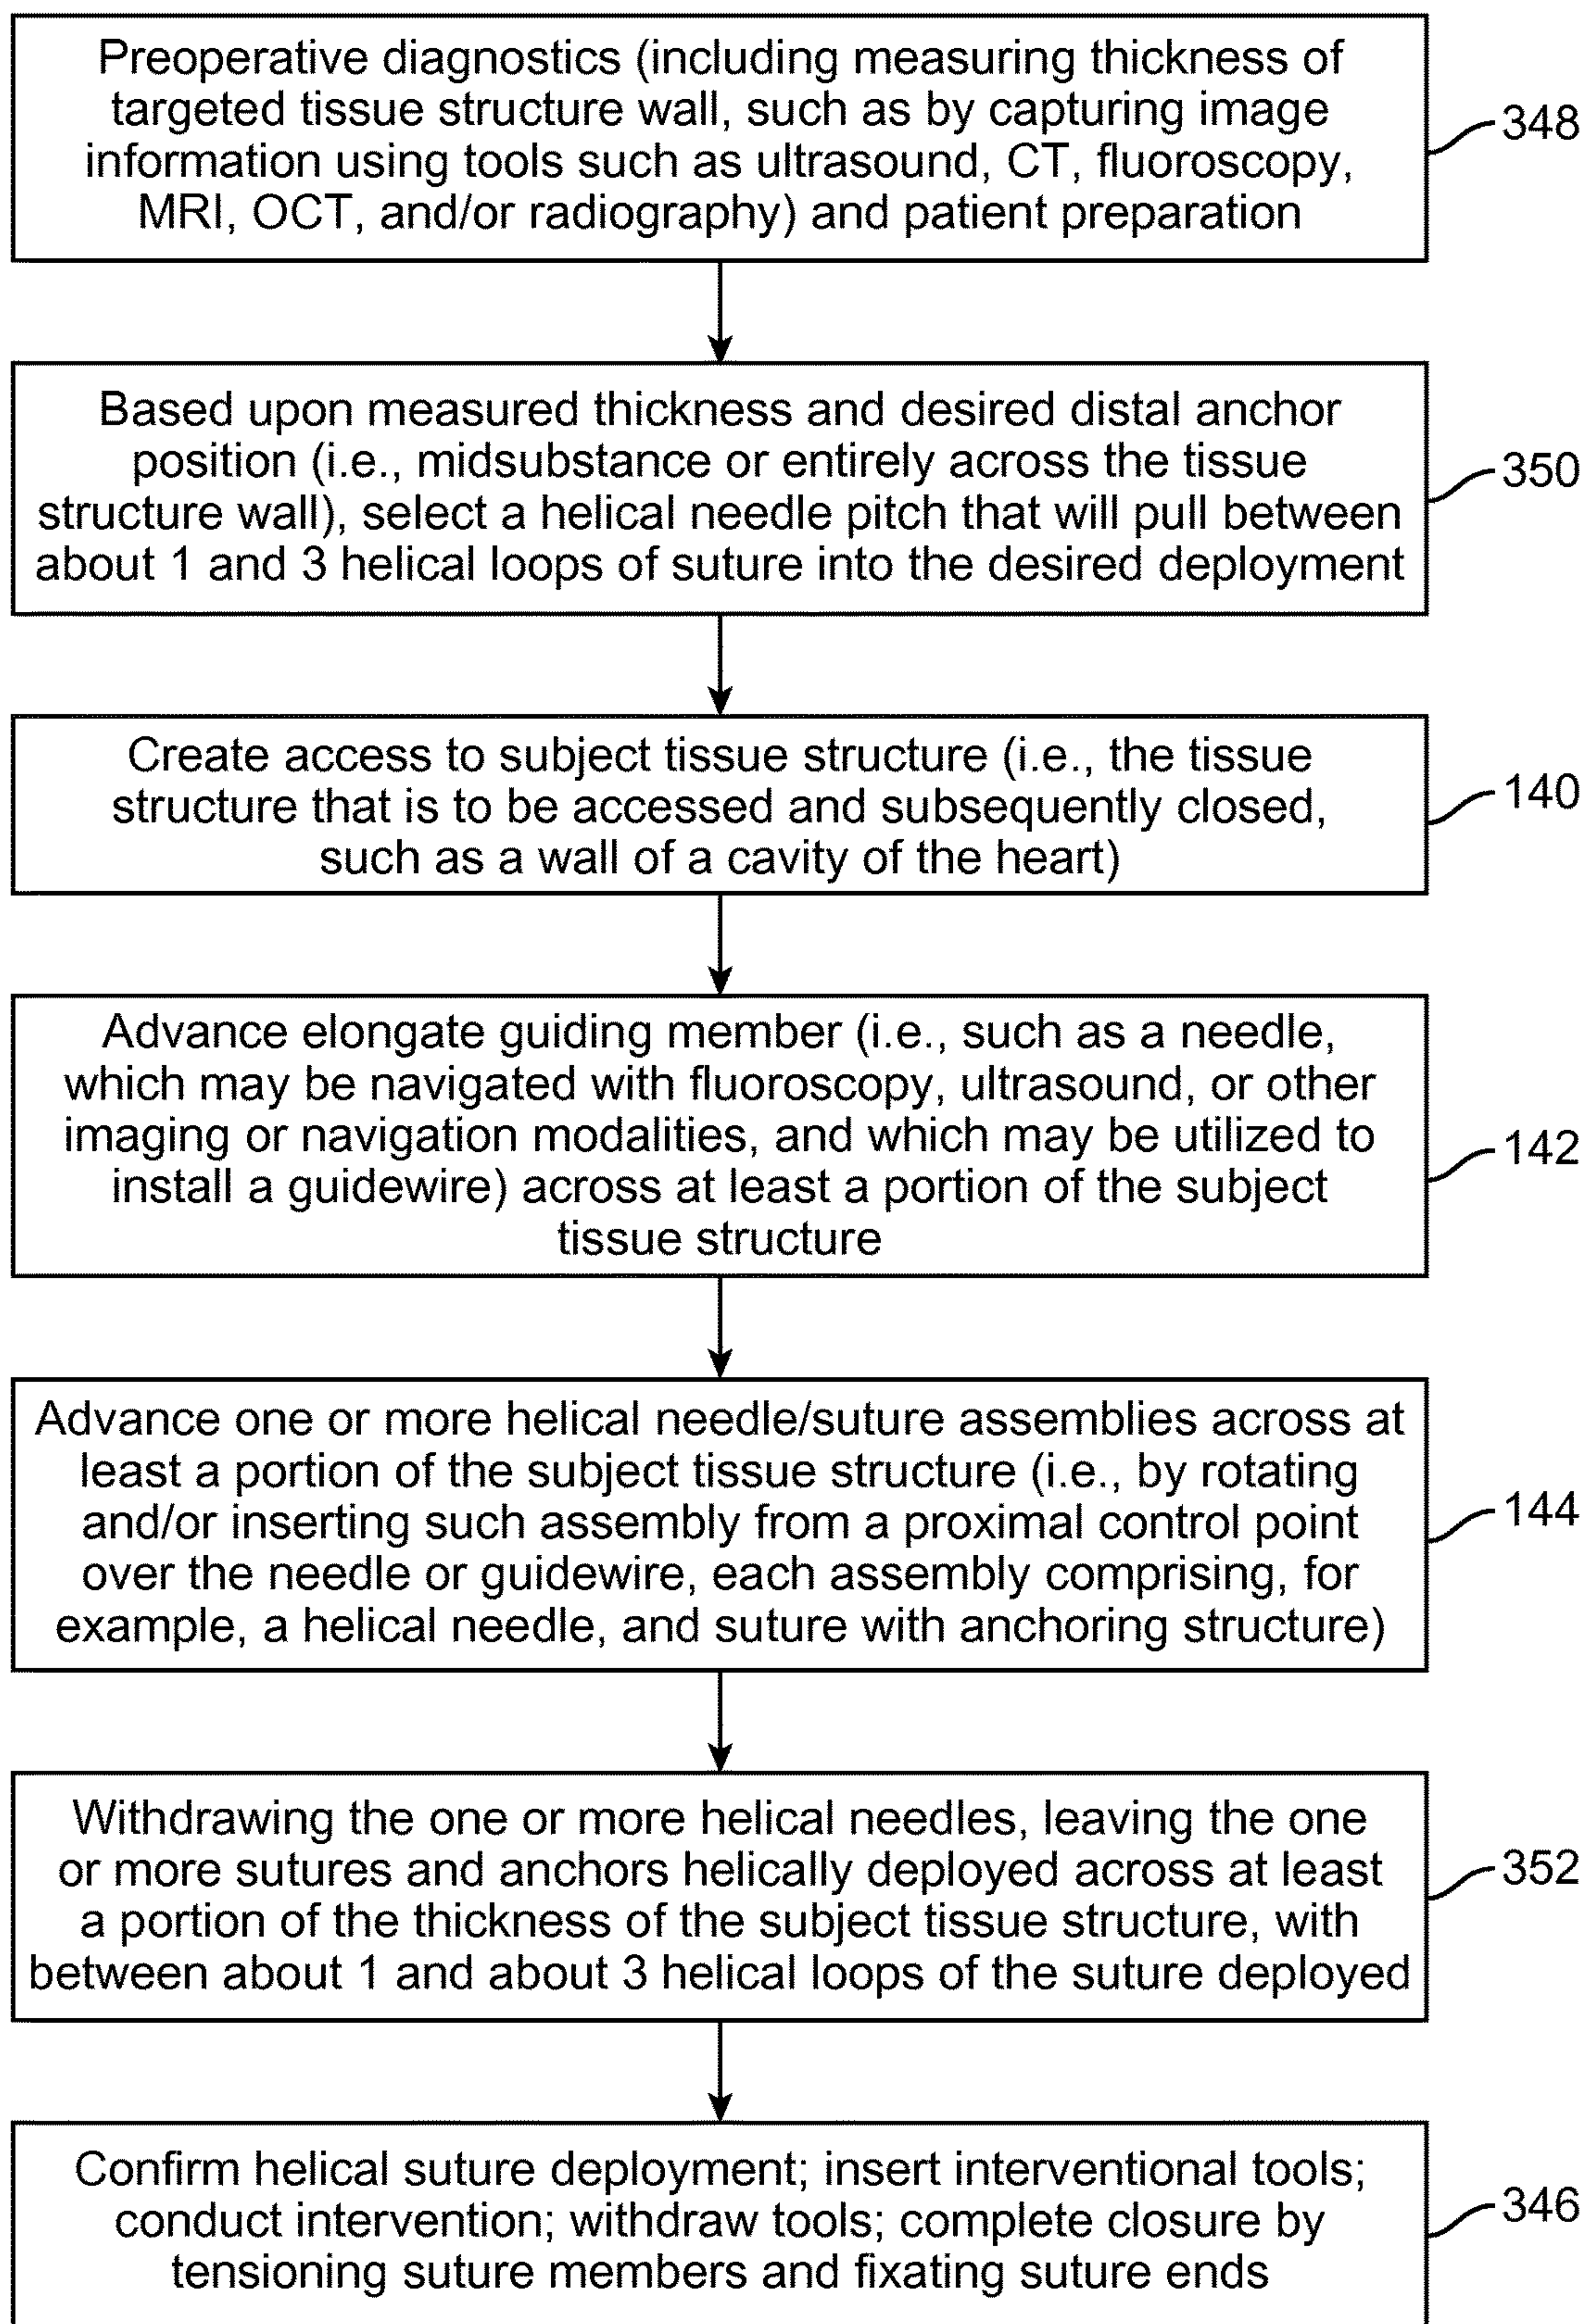 Preoperative diagnostics (including measuring thickness of
targeted tissue structure wall, such as by capturing image
information using tools such as ultrasound, CT, fluoroscopy,
MRI, OCT, and/or radiography) and patient preparation
348
Based upon measured thickness and desired distal anchor
position (i.e., midsubstance or entirely across the tissue
structure wall), select a helical needle pitch that will pull between
about 1 and 3 helical loops of suture into the desired deployment
350
Create access to subject tissue structure (i.e., the tissue
structure that is to be accessed and subsequently closed,
such as a wall of a cavity of the heart)
140
Advance elongate guiding member (i.e., such as a needle,
which may be navigated with fluoroscopy, ultrasound, or other
imaging or navigation modalities, and which may be utilized to
install a guidewire) across at least a portion of the subject
tissue structure
142
Advance one or more helical needle/suture assemblies across at
least a portion of the subject tissue structure (i.e., by rotating
and/or inserting such assembly from a proximal control point
over the needle or guidewire, each assembly comprising, for
example, a helical needle, and suture with anchoring structure)
144
Withdrawing the one or more helical needles, leaving the one
or more sutures and anchors helically deployed across at least
a portion of the thickness of the subject tissue structure, with
between about 1 and about 3 helical loops of the suture deployed
352
Confirm helical suture deployment; insert interventional tools;
conduct intervention; withdraw tools; complete closure by
tensioning suture members and fixating suture ends
346